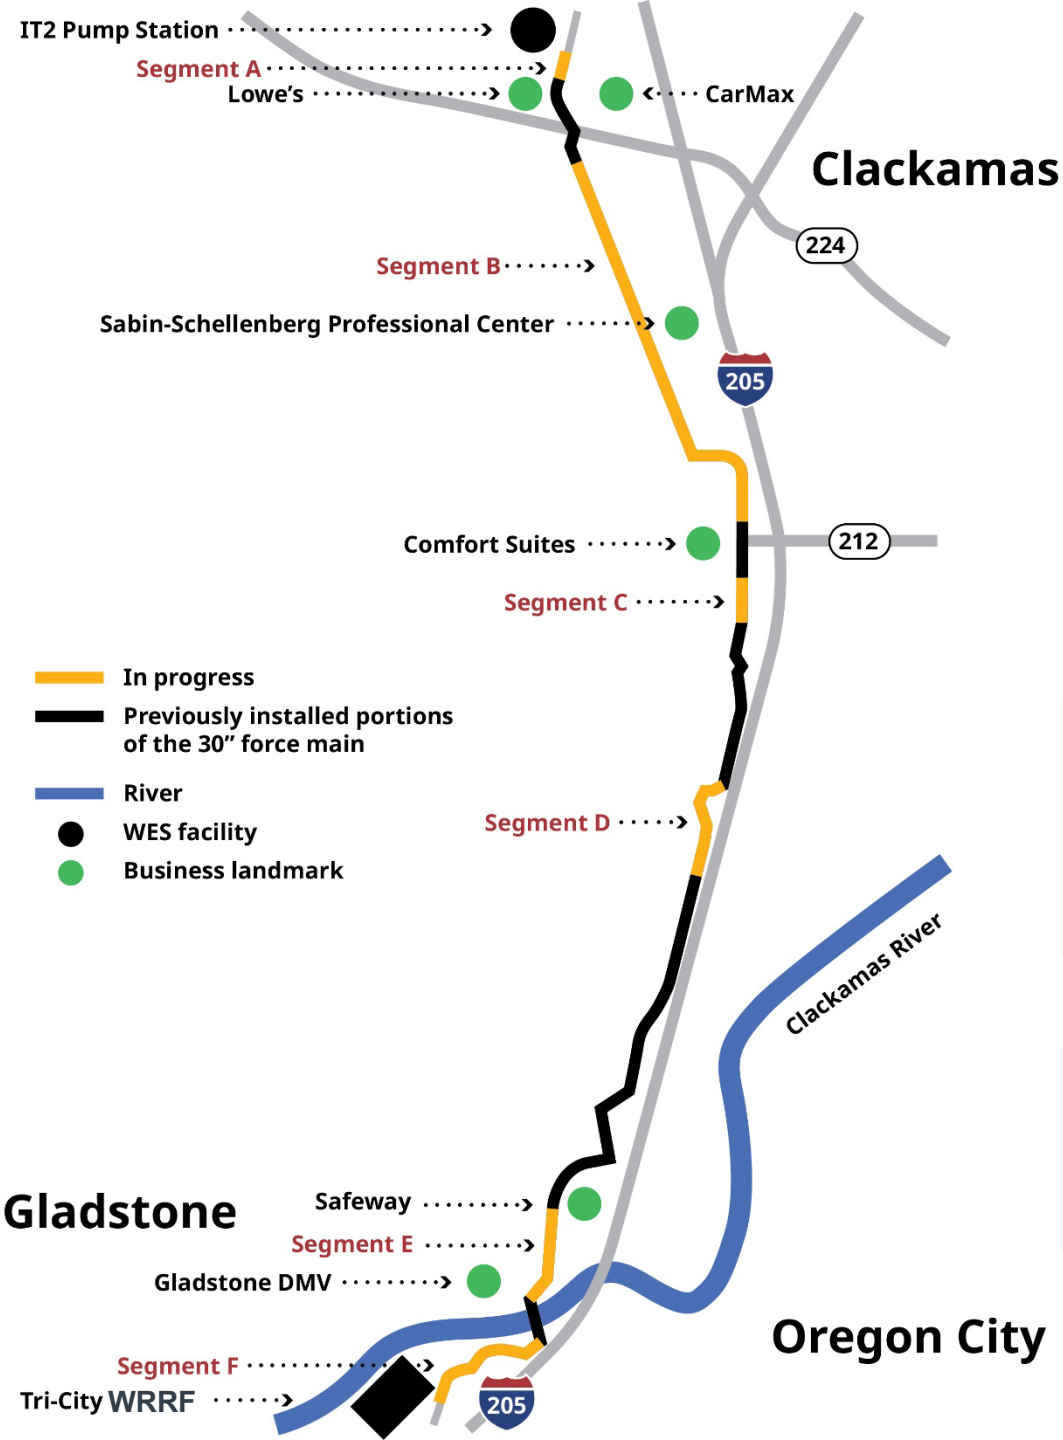 IT2 Pump Station
Segment A
Lowe’s
CarMax
Clackamas
224
Segment B
Sabin-Schellenberg Professional Center
205
Comfort Suites
212
Segment C
In progress
Previously installed portions
of the 30” force main
River
WES facility
Business landmark
Segment D
Clackamas River
Gladstone
Safeway
Segment E
Gladstone DMV
Oregon City
Segment F
Tri-City WRRF
205